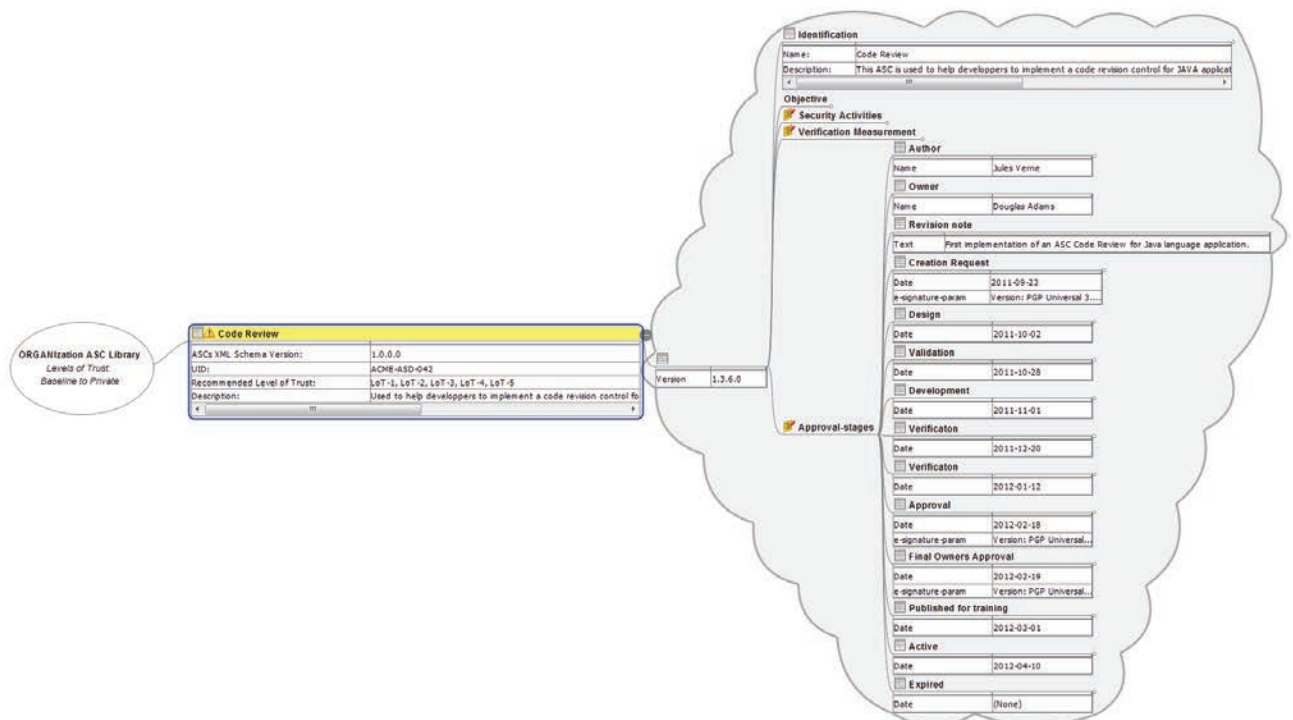 ORGANIzation ASC Library
Levels of Trust:
Baseline to Private
Code Review
ASCs XML Schema Version: 1.0.0.0
UID: ACME-ASD-042
Recommended Level of Trust: LoT-1, LoT-2, LoT-3, LoT-4, LoT-5
Description: Used to help developpers to implement a code revision control fo
Version 1.3.6.0
Identification
Name: Code Review
Description: This ASC is used to help developpers to implement a code revision control for JAVA applicat
Objective
Security Activities
Verification Measurement
Approval-stages
Author
Name Jules Verne
Owner
Name Douglas Adams
Revision note
Text First implementation of an ASC Code Review for Java language application.
Creation Request
Date 2011-09-23
e-signature-param Version: PGP Universal 3....
Design
Date 2011-10-02
Validation
Date 2011-10-28
Development
Date 2011-11-01
Verificaton
Date 2011-12-20
Verificaton
Date 2012-01-12
Approval
Date 2012-02-18
e-signature-param Version: PGP Universal...
Final Owners Approval
Date 2012-02-19
e-signature-param Version: PGP Universal...
Published for training
Date 2012-03-01
Active
Date 2012-04-10
Expired
Date (None)